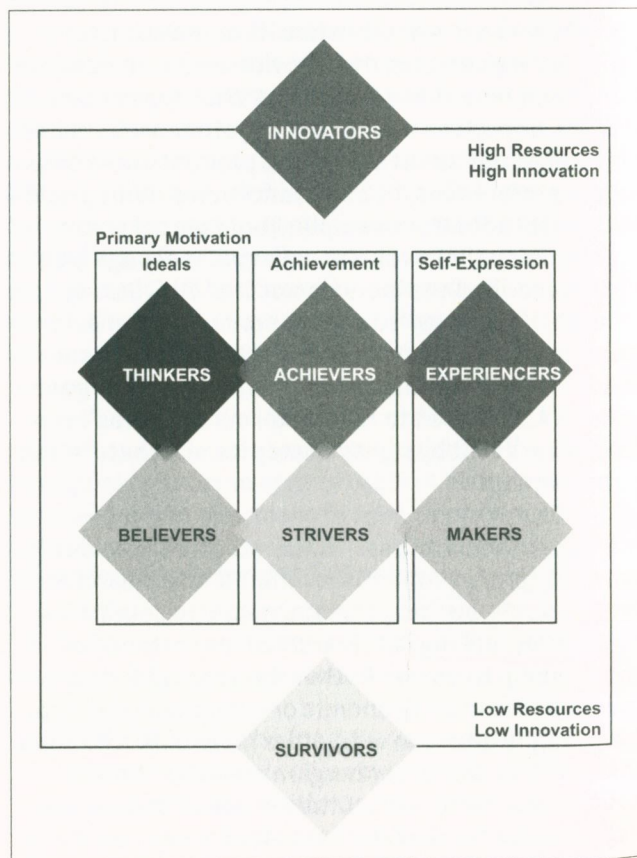 INNOVATORS
High Resources
High Innovation
Primary Motivation
Ideals
Achievement
Self-Expression
THINKERS
ACHIEVERS
EXPERIENCERS
BELIEVERS
STRIVERS
MAKERS
Low Resources
Low Innovation
SURVIVORS